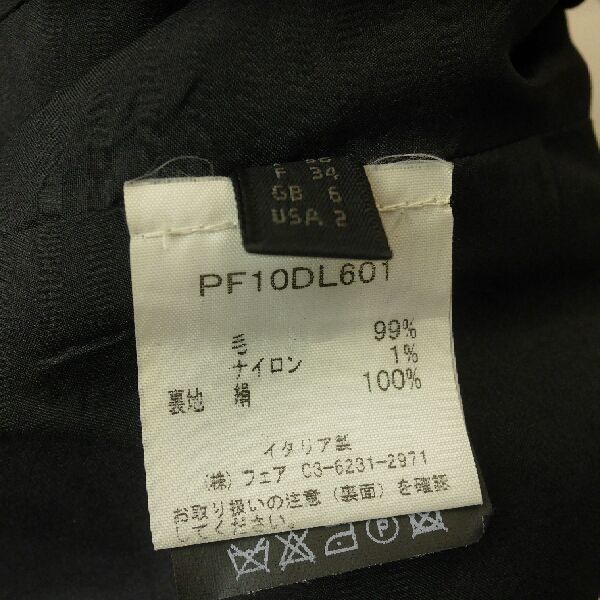 F 34
GB 6
USA 2
PF10DL601
毛 99%
ナイロン 1%
裏地 絹 100%
イタリア製
(株) フェア 03-6231-2971
お取り扱いの注意 (裏面) を確認
してください。
P